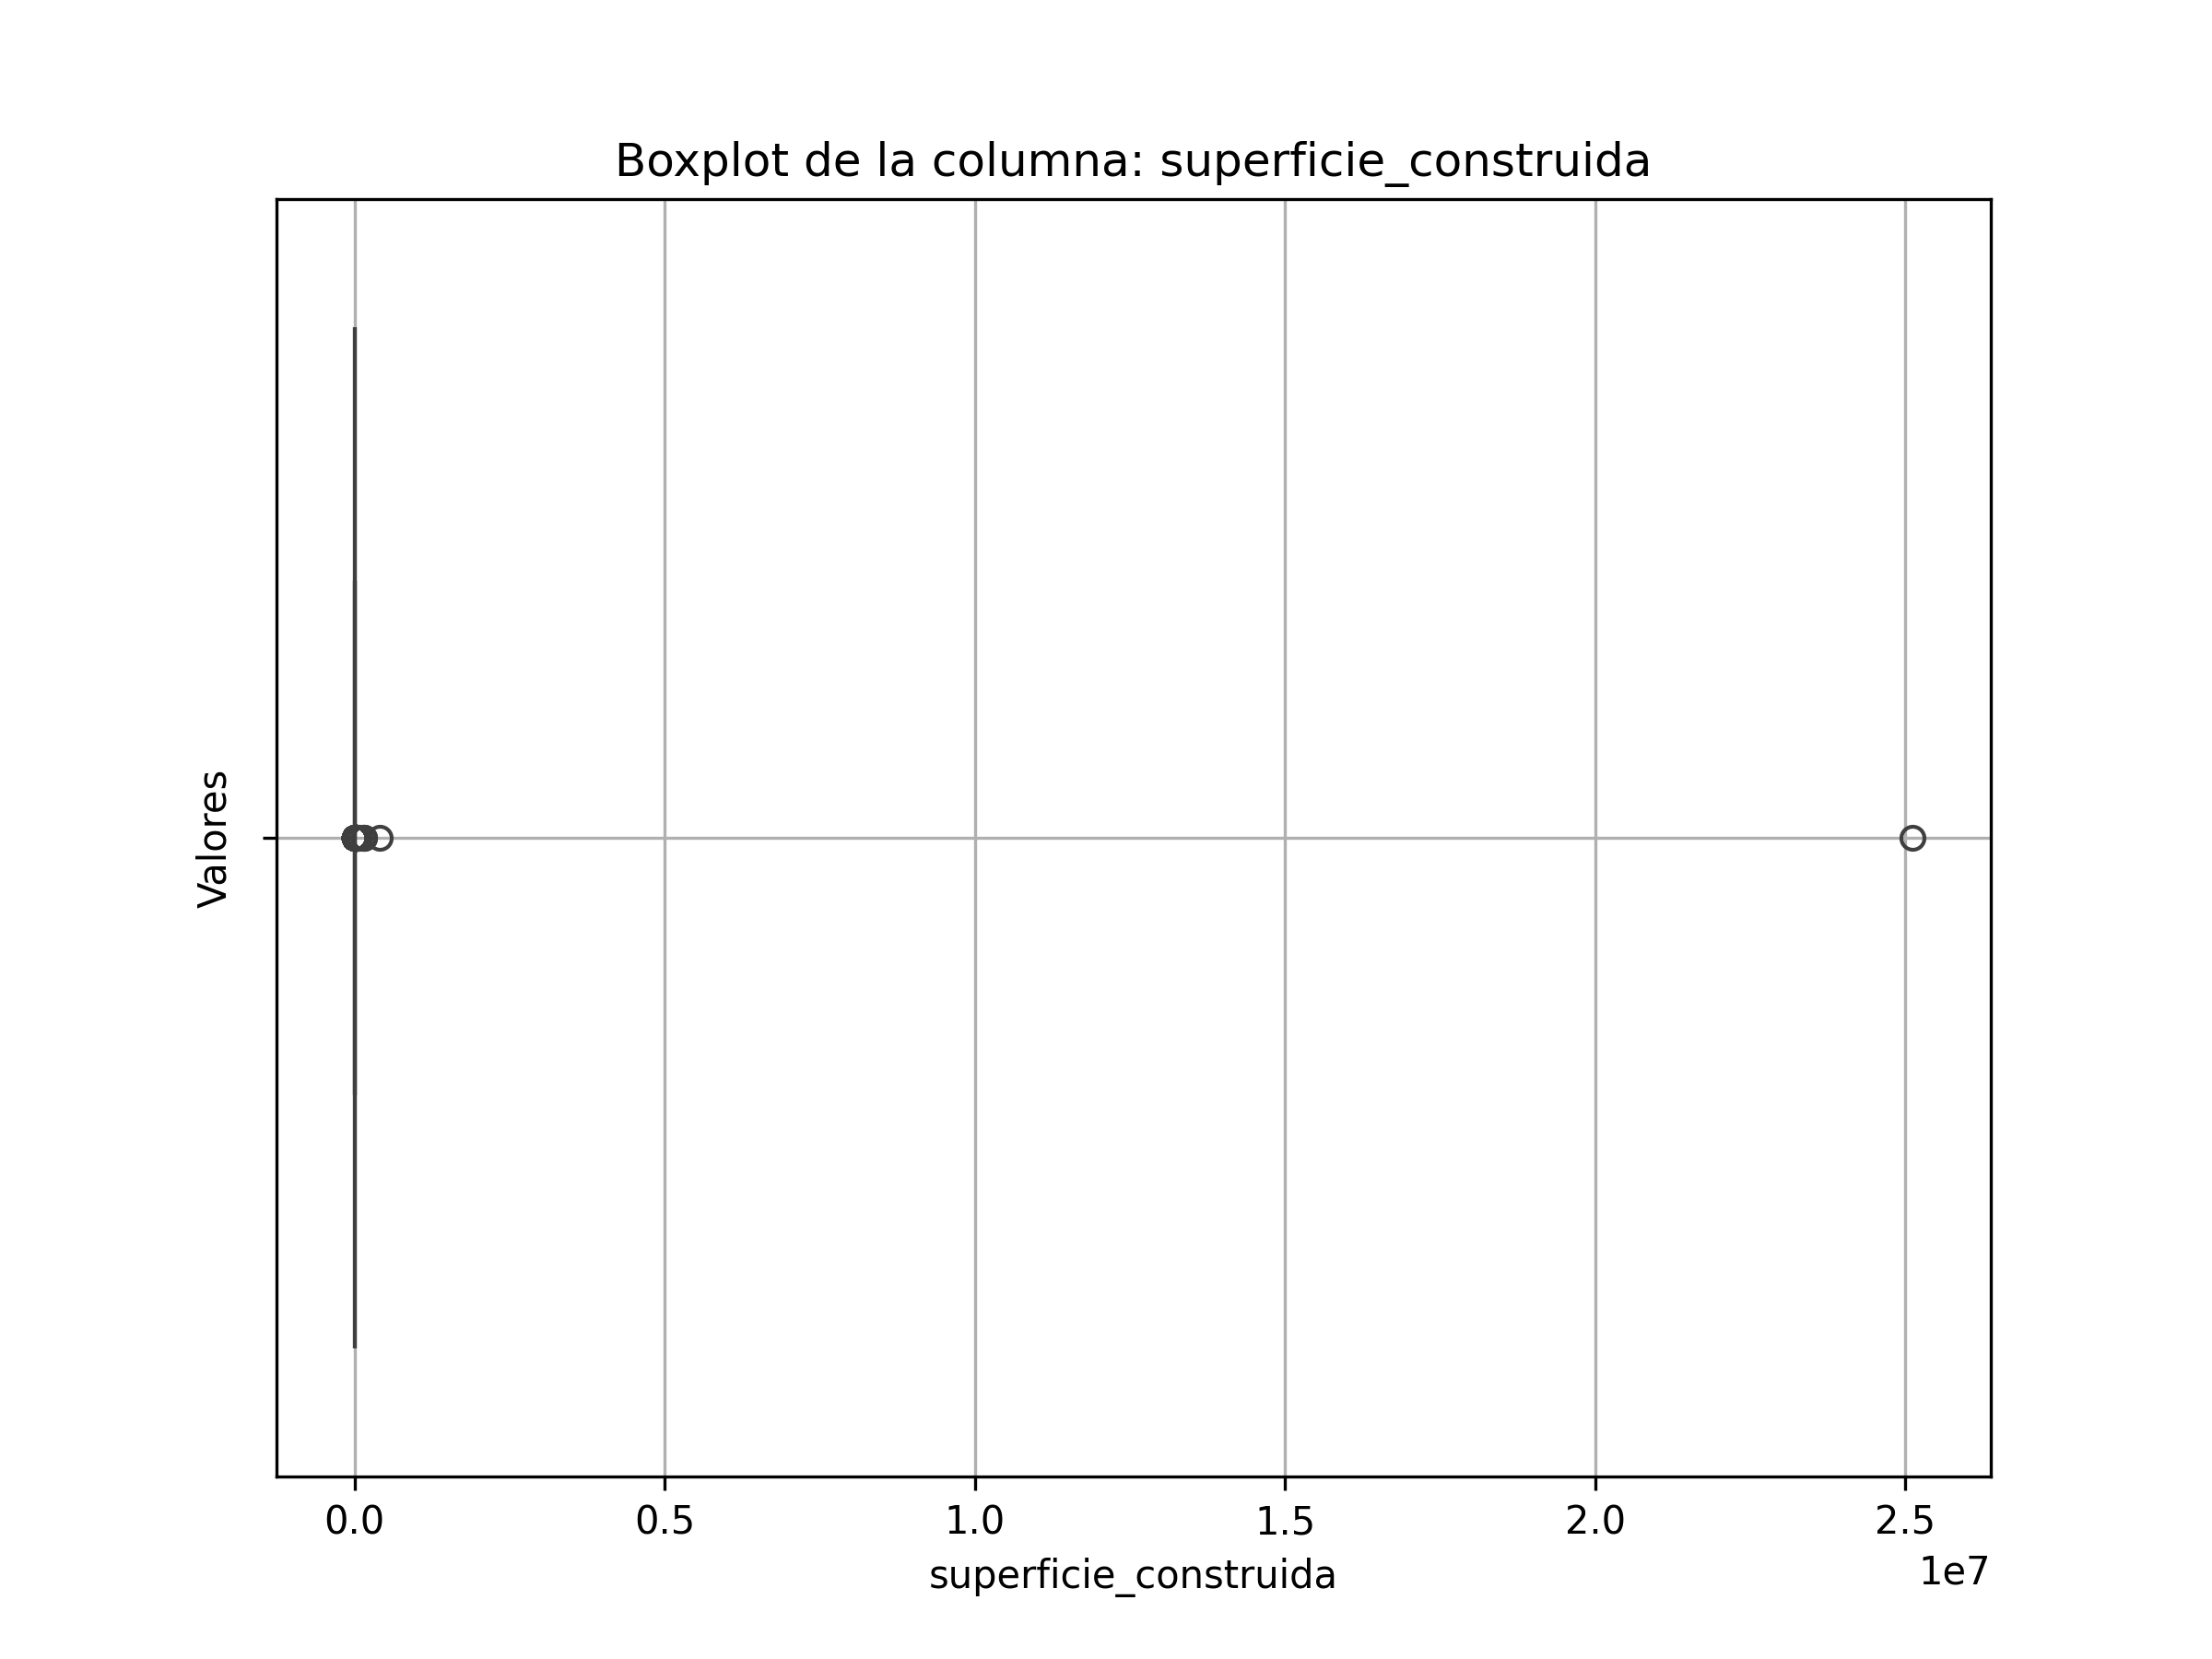 Boxplot de la columna: superficie_construida
Valores
0.0 0.5 1.0 1.5 2.0 2.5
1e7
superficie_construida